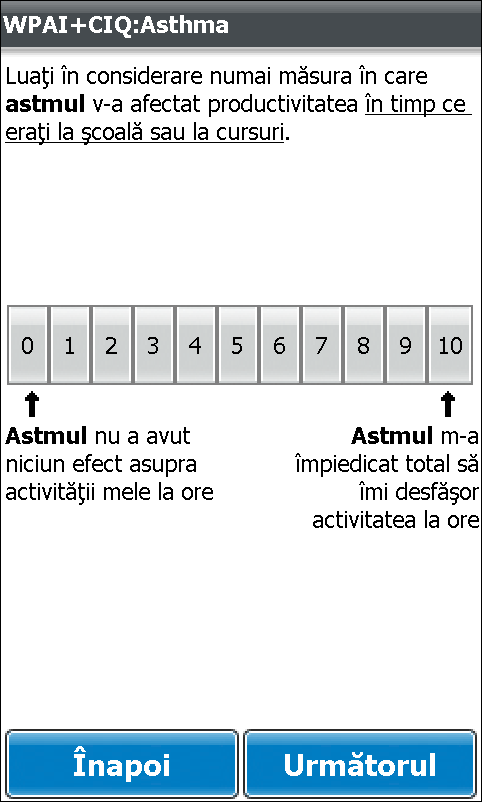 WPAI+CIQ:Asthma
Luaţi în considerare numai măsura în care
astmul v-a afectat productivitatea în timp ce
eraţi la şcoală sau la cursuri.
0 1 2 3 4 5 6 7 8 9 10
Astmul nu a avut
niciun efect asupra
activităţii mele la ore
Astmul m-a
împiedicat total să
îmi desfăşor
activitatea la ore
Înapoi
Următorul